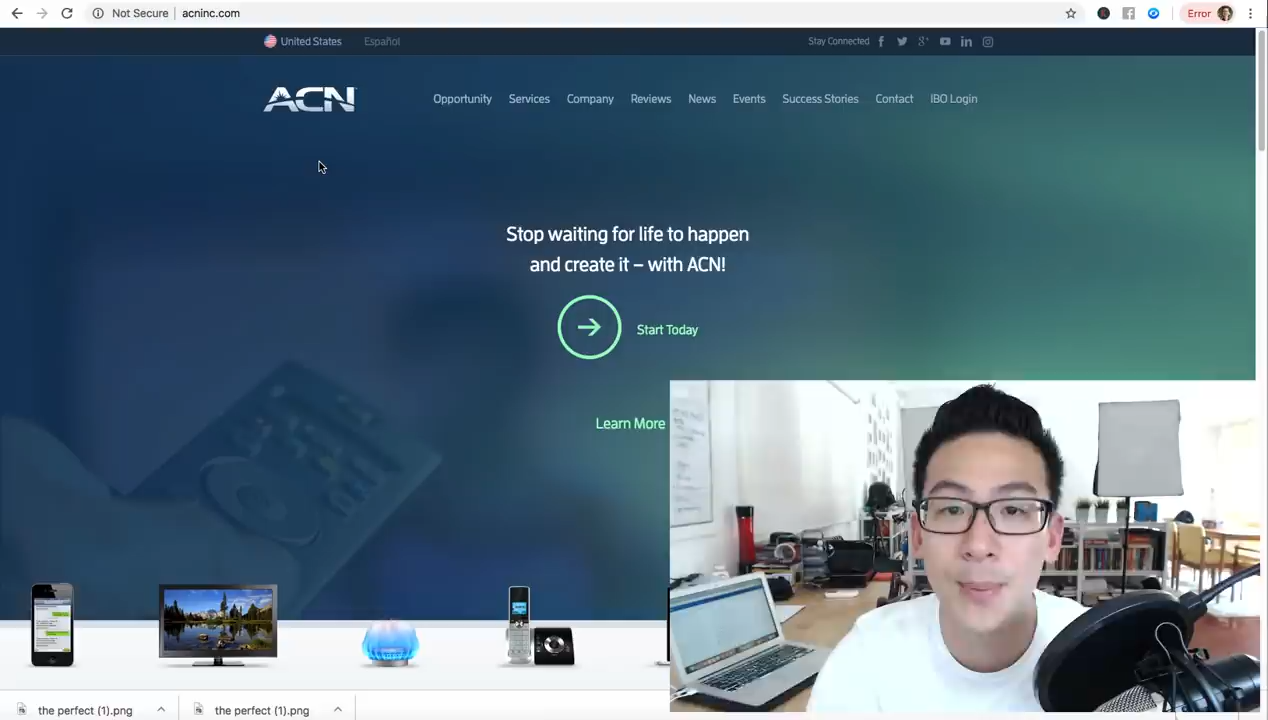 Not Secure | acninc.com
Error
United States
Español
Stay Connected
ACN
Opportunity
Services
Company
Reviews
News
Events
Success Stories
Contact
IBO Login
Stop waiting for life to happen
and create it – with ACN!
Start Today
Learn More
the perfect (1).png
the perfect (1).png